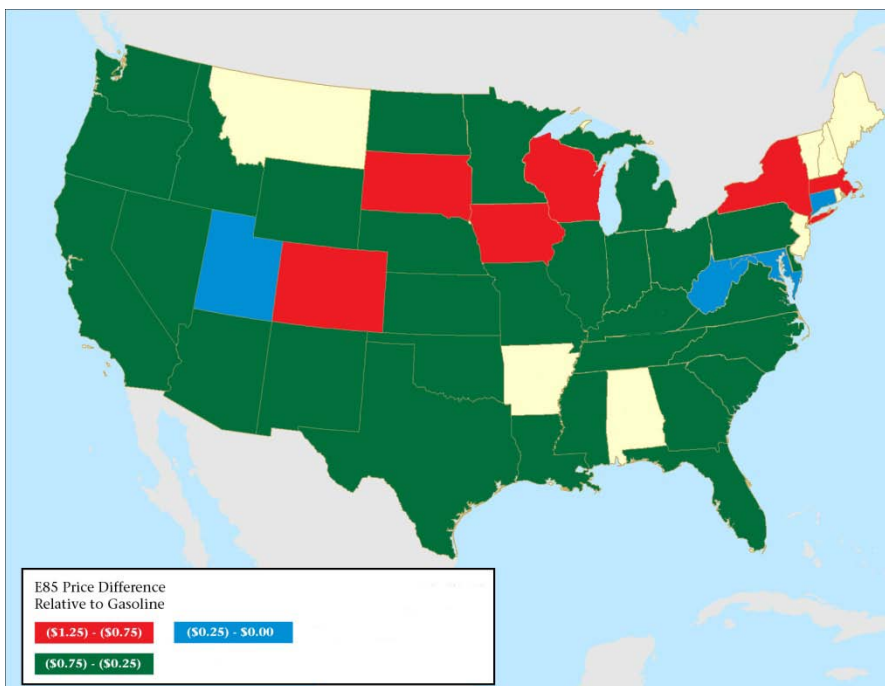 E85 Price Difference
Relative to Gasoline
($1.25) - ($0.75)
($0.25) - $0.00
($0.75) - ($0.25)